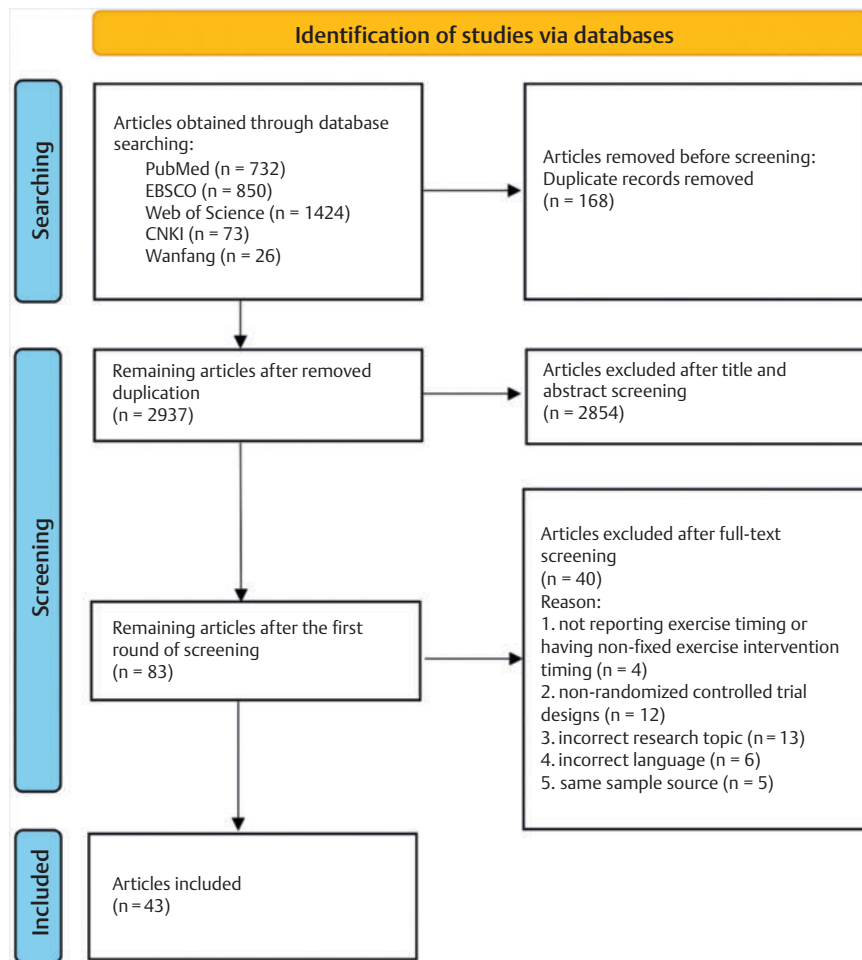 Identification of studies via databases
Searching
Articles obtained through database
searching:
PubMed (n = 732)
EBSCO (n = 850)
Web of Science (n = 1424)
CNKI (n = 73)
Wanfang (n = 26)
Articles removed before screening:
Duplicate records removed
(n = 168)
Screening
Remaining articles after removed
duplication
(n = 2937)
Articles excluded after title and
abstract screening
(n = 2854)
Remaining articles after the first
round of screening
(n = 83)
Articles excluded after full-text
screening
(n = 40)
Reason:
1. not reporting exercise timing or
having non-fixed exercise intervention
timing (n = 4)
2. non-randomized controlled trial
designs (n = 12)
3. incorrect research topic (n = 13)
4. incorrect language (n = 6)
5. same sample source (n = 5)
Included
Articles included
(n = 43)